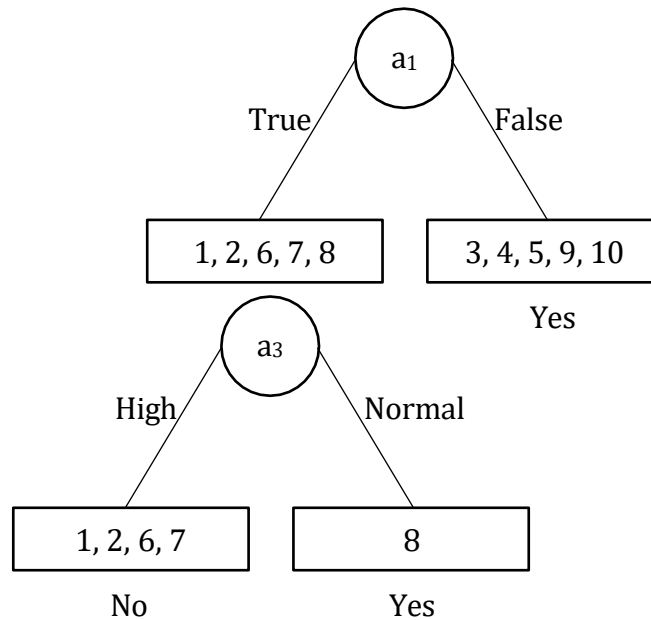 a₁
True
False
1, 2, 6, 7, 8
3, 4, 5, 9, 10
Yes
a₃
High
Normal
1, 2, 6, 7
8
No
Yes